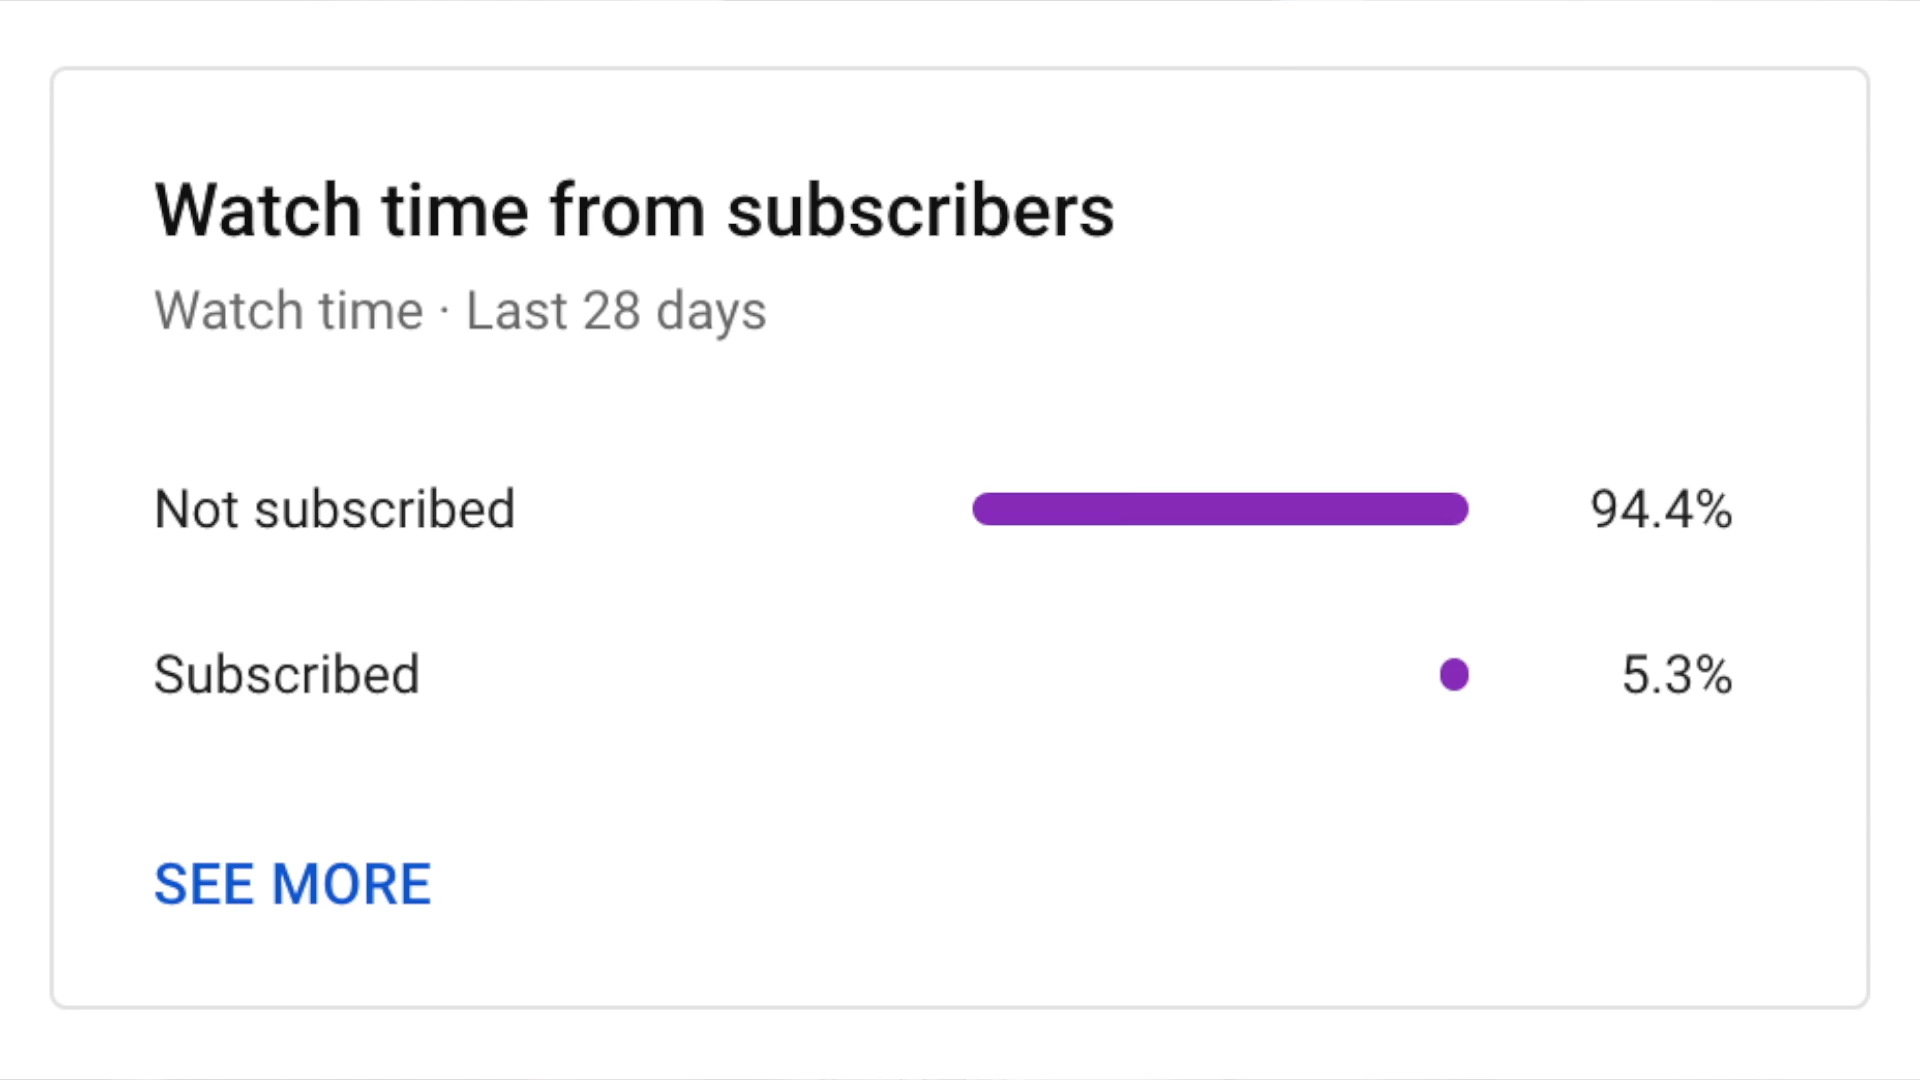 Watch time from subscribers
Watch time · Last 28 days
Not subscribed 94.4%
Subscribed 5.3%
SEE MORE